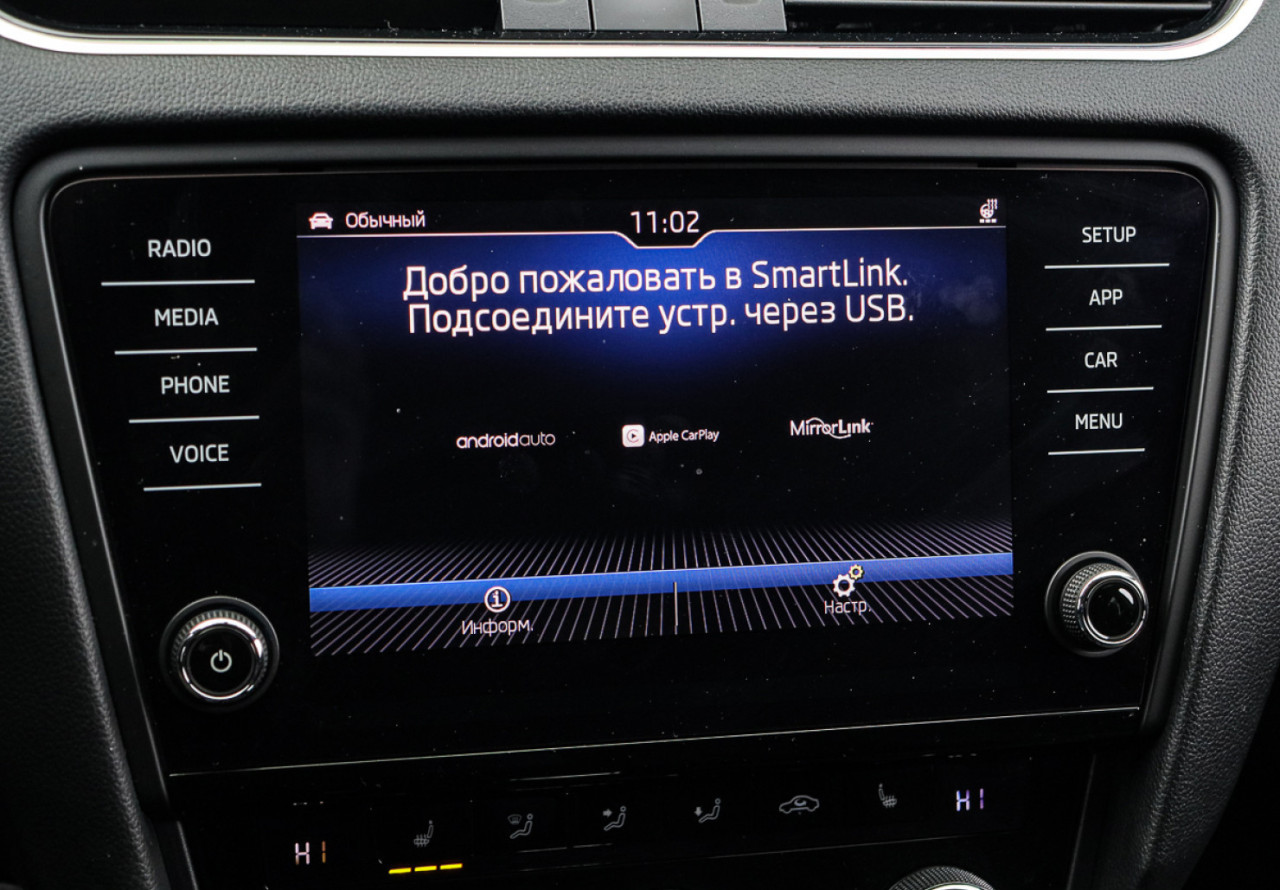 Обычный
11:02
RADIO
MEDIA
PHONE
VOICE
Добро пожаловать в SmartLink.
Подсоедините устр. через USB.
androidauto
Apple CarPlay
MirrorLink
Информ.
Настр.
SETUP
APP
CAR
MENU
HI
HI